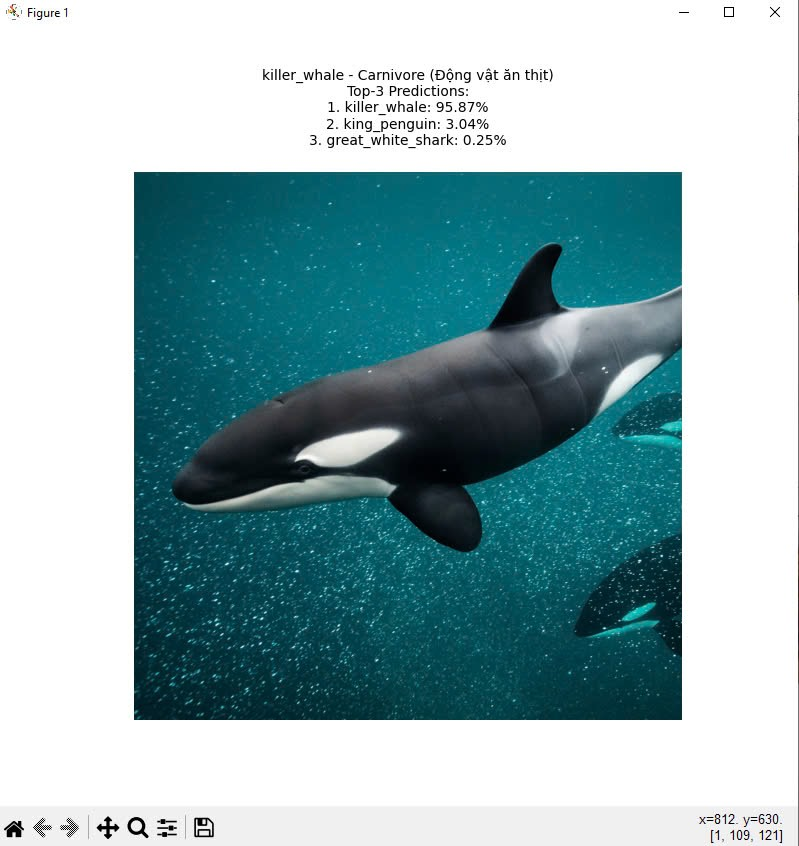 Figure 1
killer_whale - Carnivore (Động vật ăn thịt)
Top-3 Predictions:
1. killer_whale: 95.87%
2. king_penguin: 3.04%
3. great_white_shark: 0.25%
x=812. y=630.
[1, 109, 121]